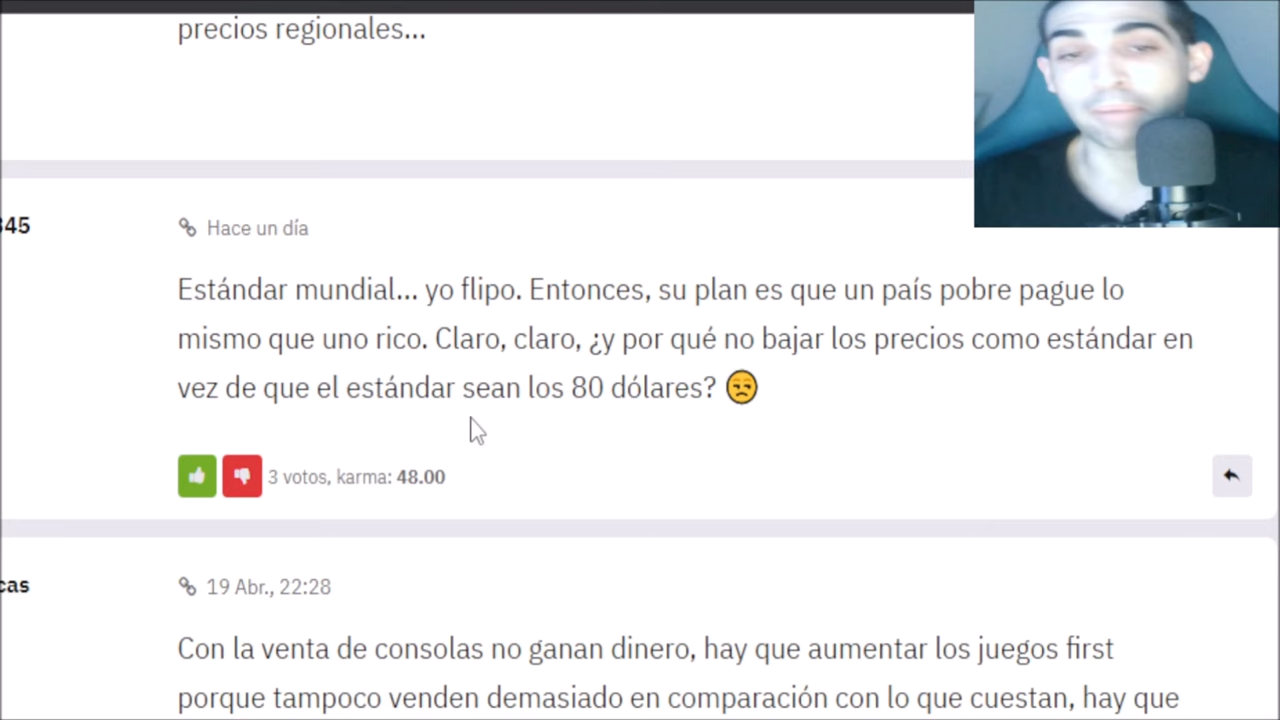 precios regionales...
345
Hace un día
Estándar mundial... yo flipo. Entonces, su plan es que un país pobre pague lo
mismo que uno rico. Claro, claro, ¿y por qué no bajar los precios como estándar en
vez de que el estándar sean los 80 dólares? 😒
3 votos, karma: 48.00
cas
19 Abr., 22:28
Con la venta de consolas no ganan dinero, hay que aumentar los juegos first
porque tampoco venden demasiado en comparación con lo que cuestan, hay que